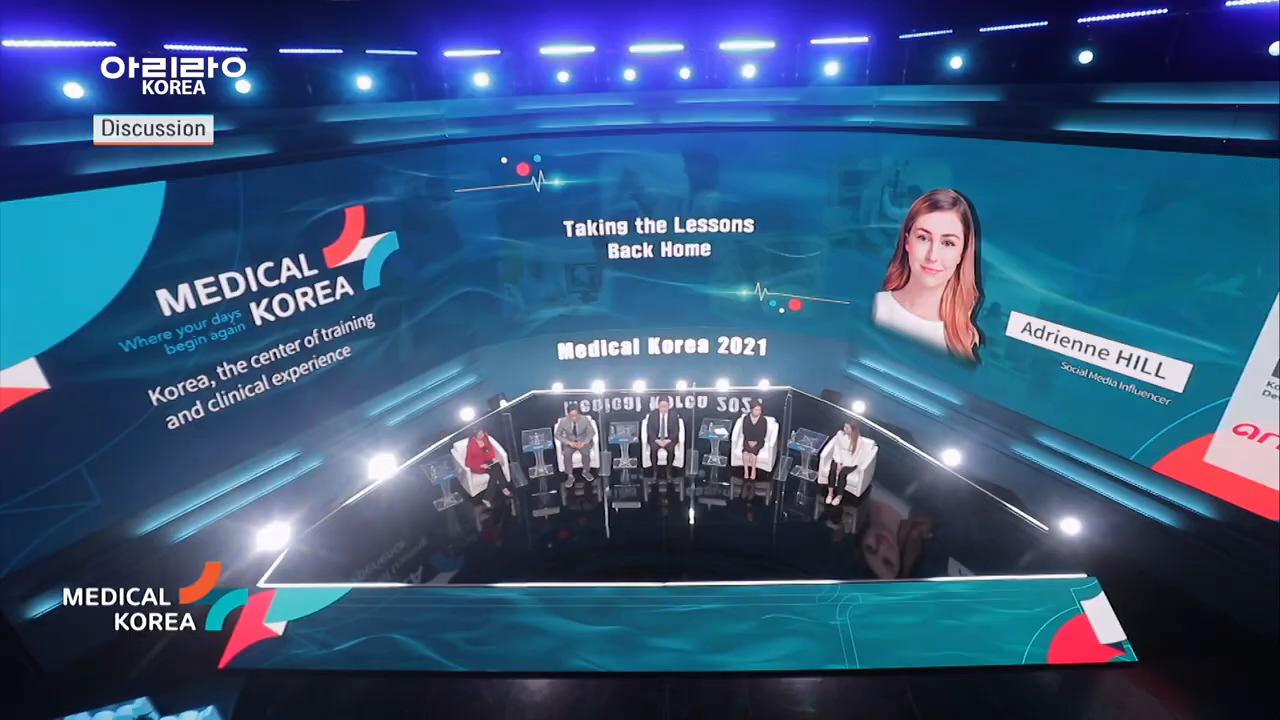 아리랑
KOREA
Discussion
MEDICAL
KOREA
Where your days
begin again
Korea, the center of training
and clinical experience
Taking the Lessons
Back Home
Medical Korea 2021
Adrienne HILL
Social Media Influencer
MEDICAL
KOREA